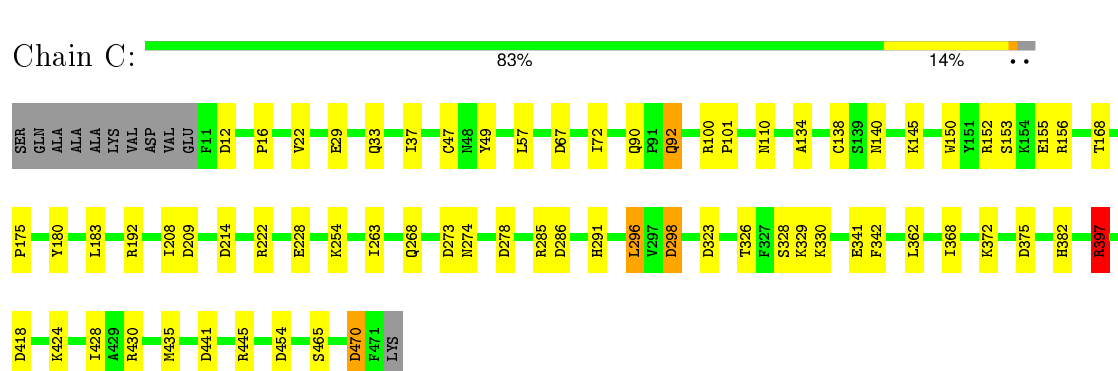 Chain C:
83% 14% • •
SER GLN ALA ALA ALA LYS VAL ASP VAL GLU F11 D12 P16 V22 E29 Q33 I37 C47 N48 Y49 L57 D67 I72 Q90 P91 Q92 R100 P101 N110 A134 C138 S139 N140 K145 W150 Y151 R152 S153 K154 E155 R156 T168
P175 Y180 L183 R192 I208 D209 D214 R222 E228 K254 I263 Q268 D273 N274 D278 R285 D286 H291 L296 V297 D298 D323 T326 F327 S328 K329 K330 E341 F342 L362 I368 K372 D375 H382 R397
D418 K424 I428 A429 R430 M435 D441 R445 D454 S465 D470 F471 LYS